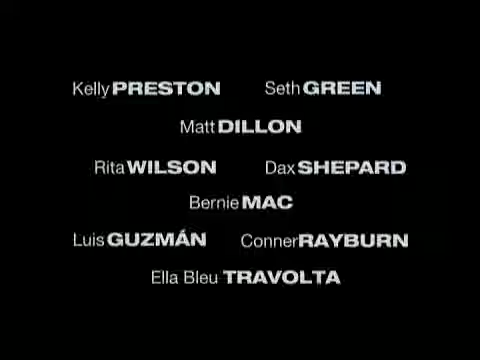 Kelly PRESTON Seth GREEN
Matt DILLON
Rita WILSON Dax SHEPARD
Bernie MAC
Luis GUZMÁN Conner RAYBURN
Ella Bleu TRAVOLTA